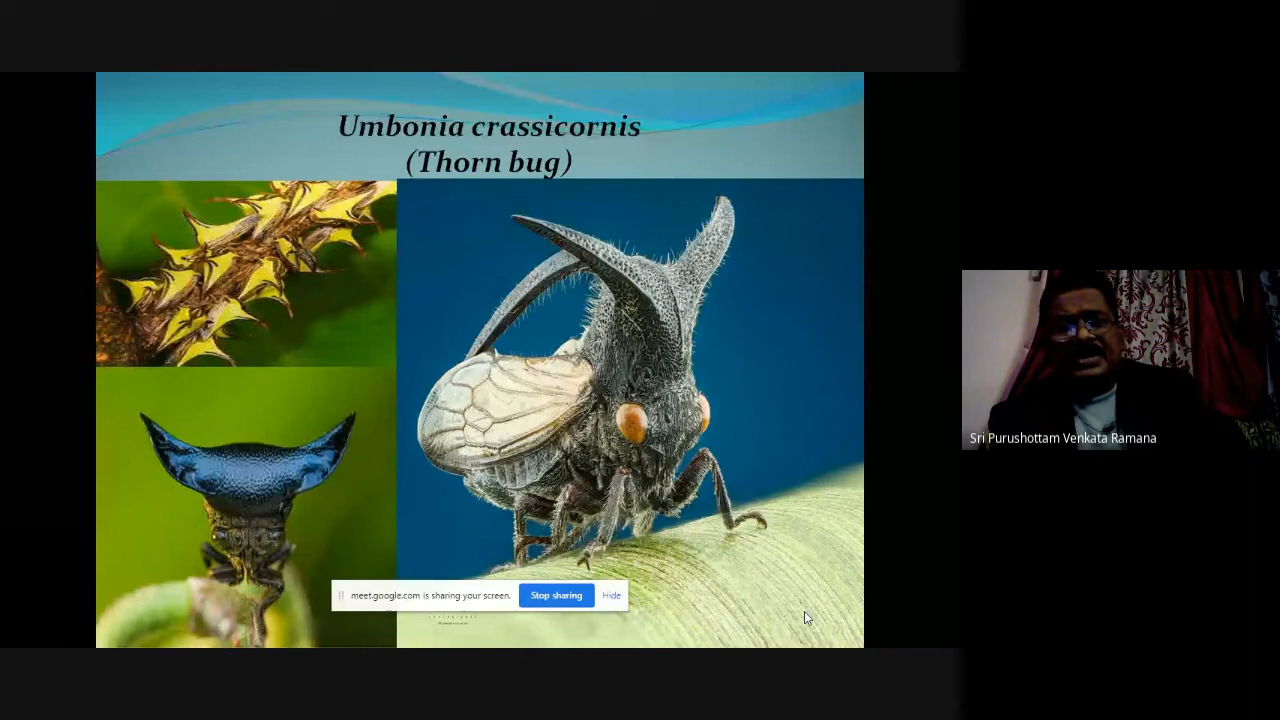 Umbonia crassicornis
(Thorn bug)
meet.google.com is sharing your screen.
Stop sharing
Hide
Sri Purushottam Venkata Ramana